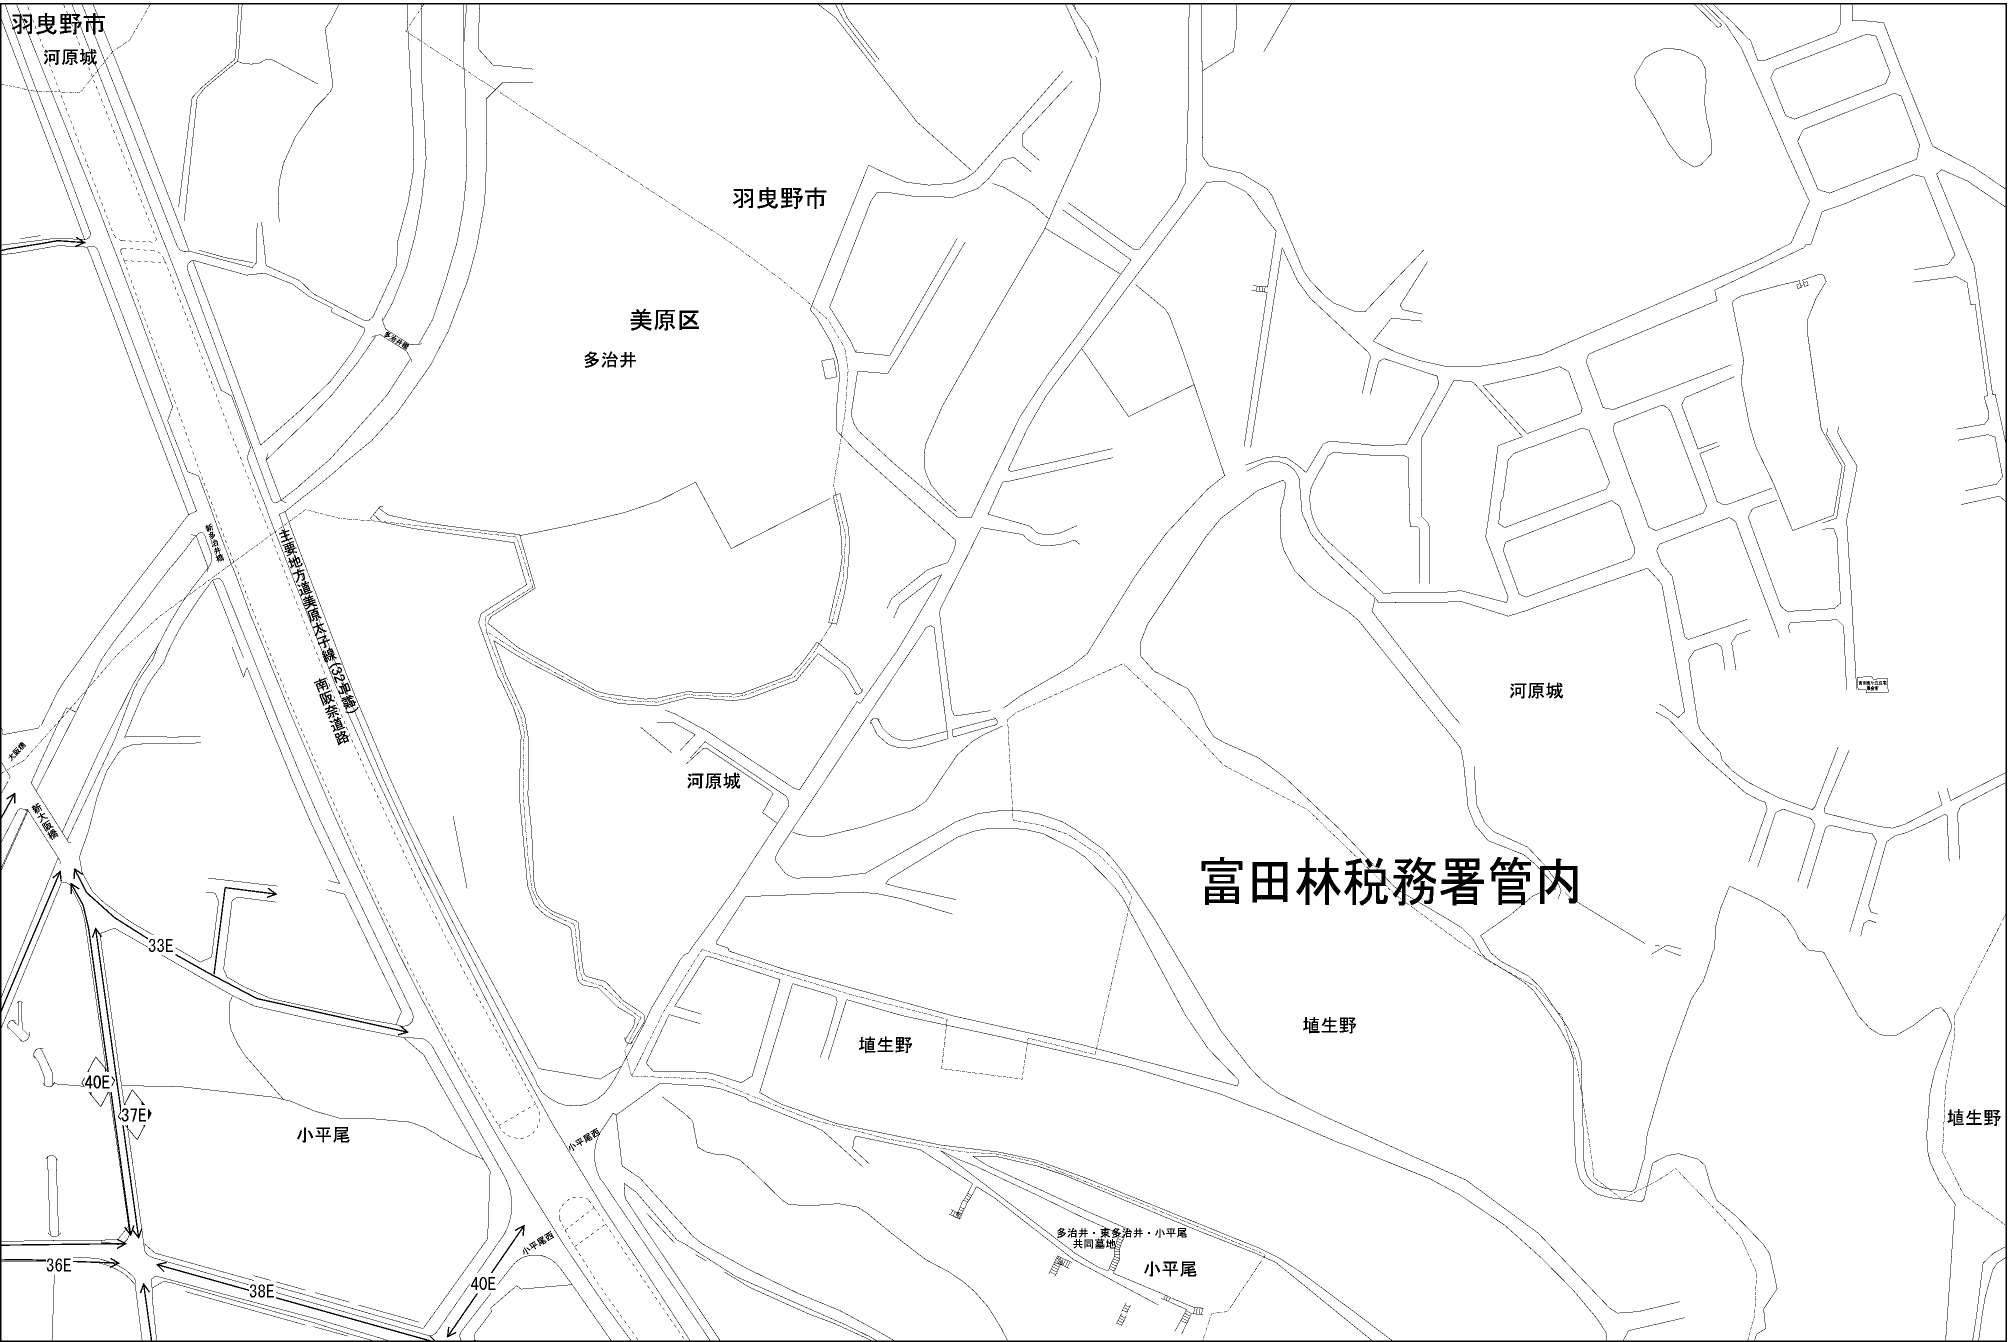 羽曳野市
河原城
羽曳野市
美原区
多治井
多治井橋
新多治井橋
主要地方道美原太子線(32号線)
南阪奈道路
河原城
大阪橋
新大阪橋
河原城
富田林税務署管内
33E
埴生野
埴生野
40E
37E
埴生野
小平尾
小平尾西
小平尾西
多治井・東多治井・小平尾
共同墓地
小平尾
36E
38E
40E